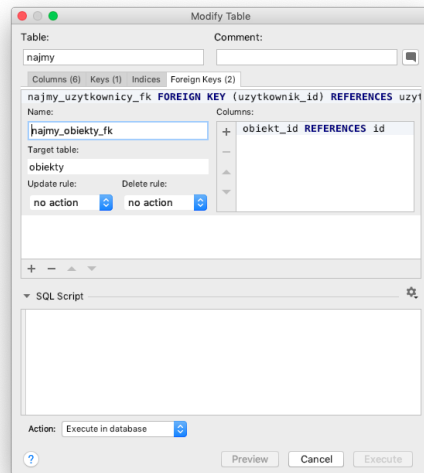 Modify Table
Table:
Comment:
najmy
Columns (6) Keys (1) Indices Foreign Keys (2)
najmy_uzytkownicy_fk FOREIGN KEY (uzytkownik_id) REFERENCES uzyt
Name:
Columns:
najmy_obiekty_fk
obiekt_id REFERENCES id
Target table:
obiekty
Update rule:
Delete rule:
no action
no action
SQL Script
Action: Execute in database
? Preview Cancel Execute